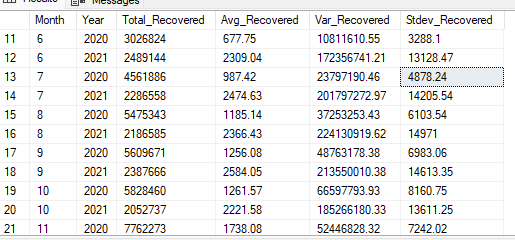 Results Messages
Month Year Total_Recovered Avg_Recovered Var_Recovered Stdev_Recovered
11 6 2020 3026824 677.75 10811610.55 3288.1
12 6 2021 2489144 2309.04 172356741.21 13128.47
13 7 2020 4561886 987.42 23797190.46 4878.24
14 7 2021 2286558 2474.63 201797272.97 14205.54
15 8 2020 5475343 1185.14 37253253.43 6103.54
16 8 2021 2186585 2366.43 224130919.62 14971
17 9 2020 5609671 1256.08 48763178.38 6983.06
18 9 2021 2387666 2584.05 213550010.38 14613.35
19 10 2020 5828460 1261.57 66597793.93 8160.75
20 10 2021 2052737 2221.58 185266180.33 13611.25
21 11 2020 7762273 1738.08 52446828.32 7242.02